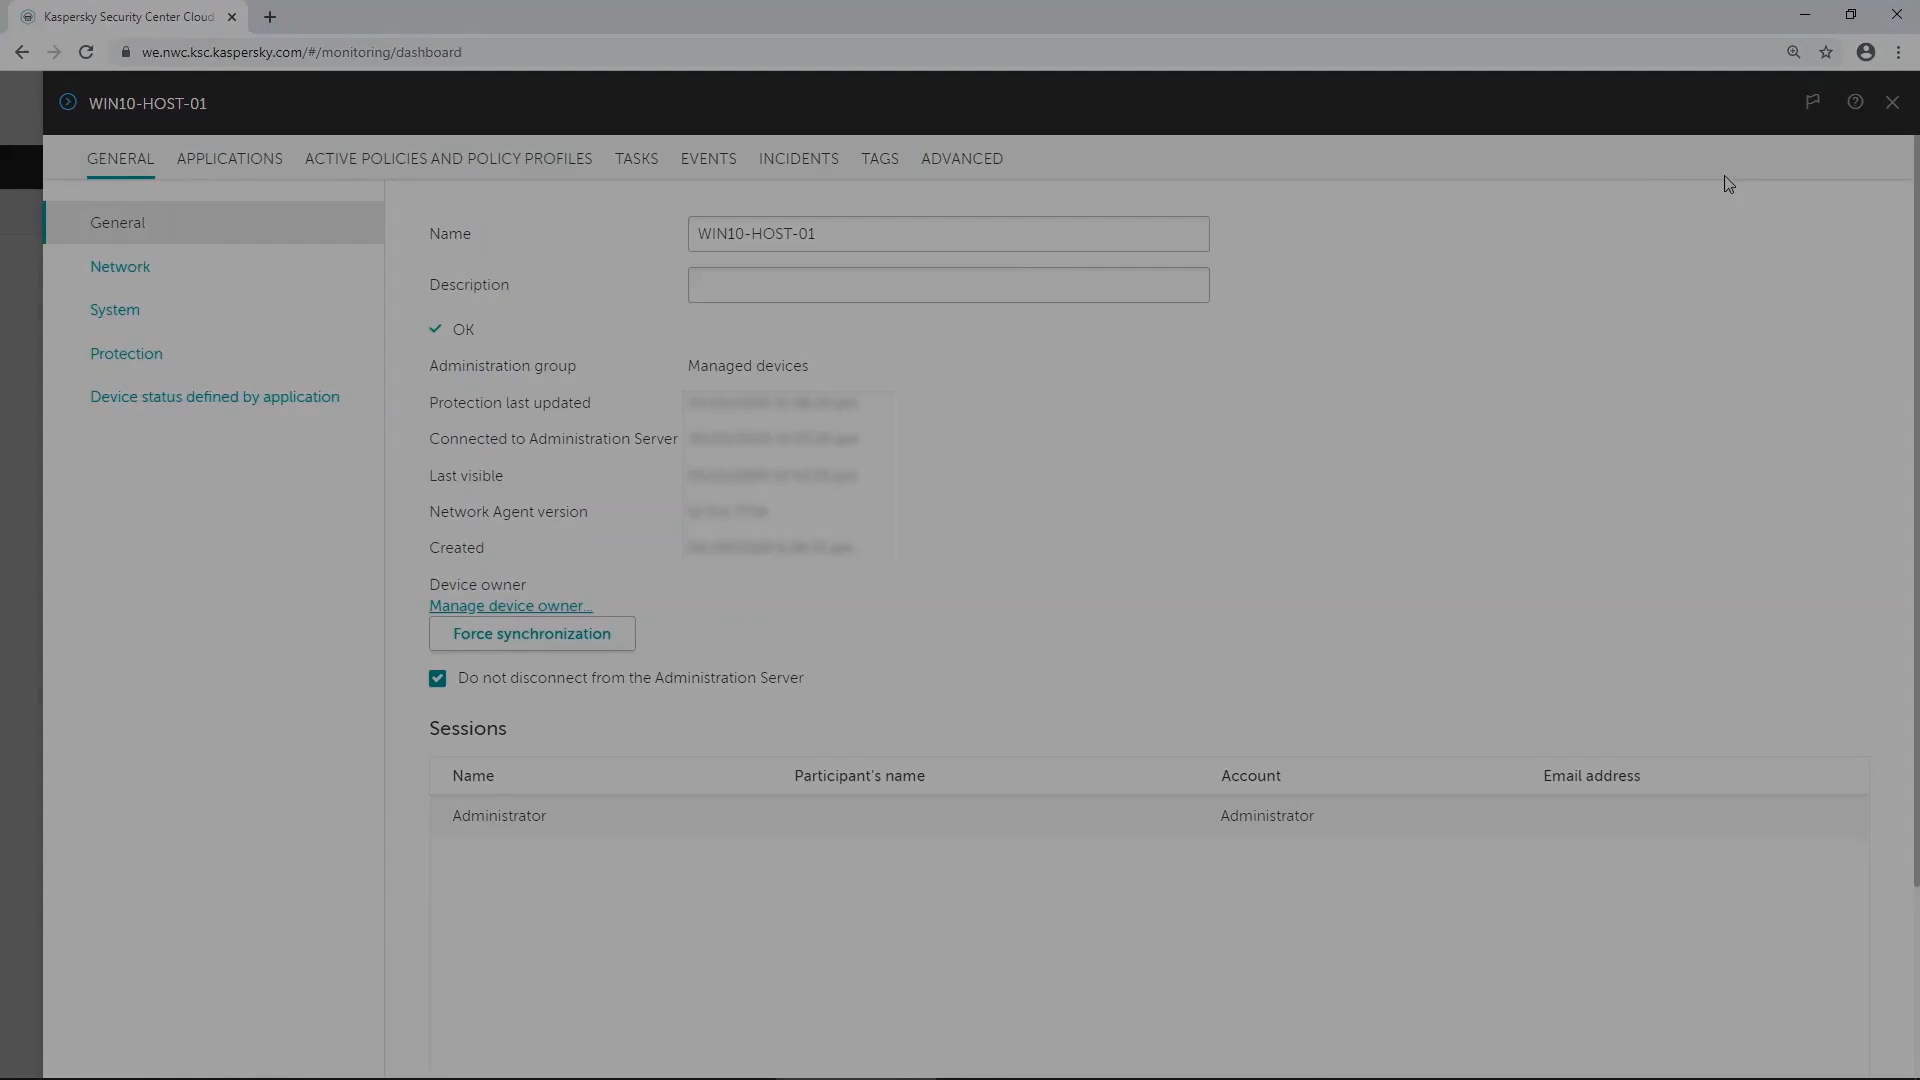 Kaspersky Security Center Cloud
we.nwc.ksc.kaspersky.com/#/monitoring/dashboard
WIN10-HOST-01
GENERAL APPLICATIONS ACTIVE POLICIES AND POLICY PROFILES TASKS EVENTS INCIDENTS TAGS ADVANCED
General
Network
System
Protection
Device status defined by application
Name WIN10-HOST-01
Description
OK
Administration group Managed devices
Protection last updated
Connected to Administration Server
Last visible
Network Agent version
Created
Device owner
Manage device owner...
Force synchronization
Do not disconnect from the Administration Server
Sessions
Name Participant's name Account Email address
Administrator Administrator